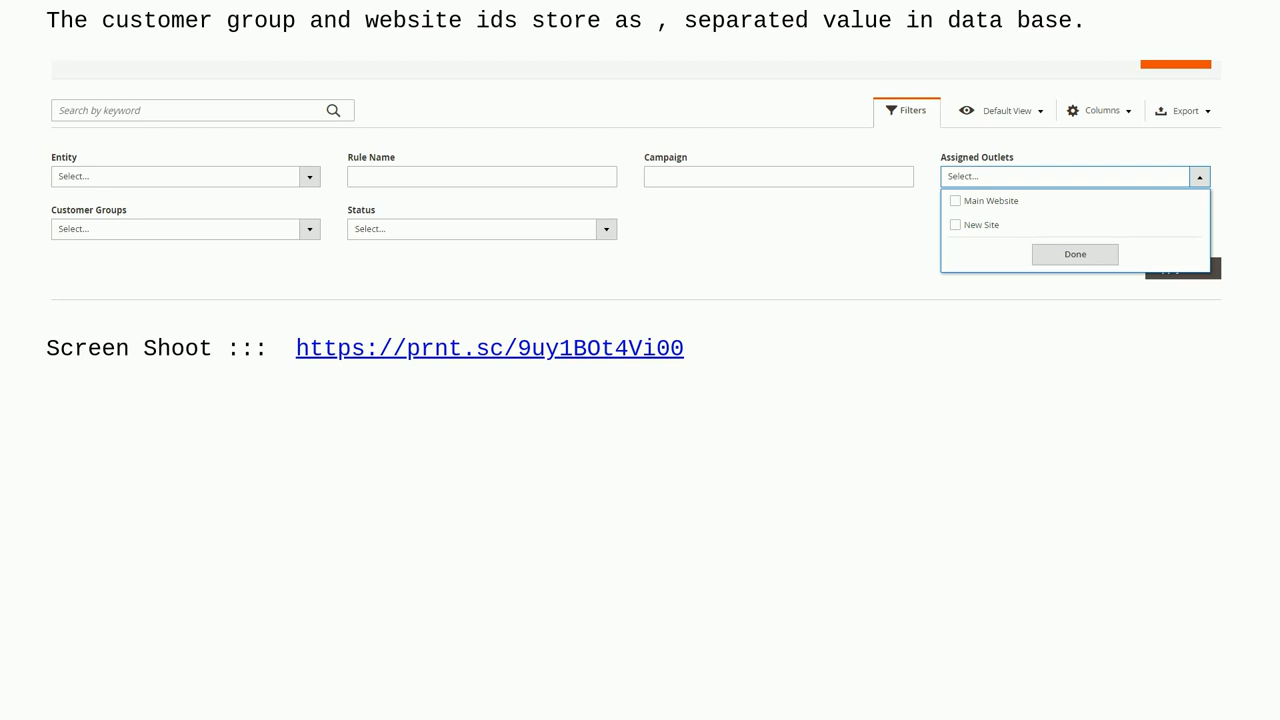 The customer group and website ids store as , separated value in data base.
Search by keyword
Filters
Default View
Columns
Export
Entity
Rule Name
Campaign
Assigned Outlets
Select...
Select...
Main Website
New Site
Done
Customer Groups
Status
Select...
Select...
Screen Shoot ::: https://prnt.sc/9uy1BOt4Vi00